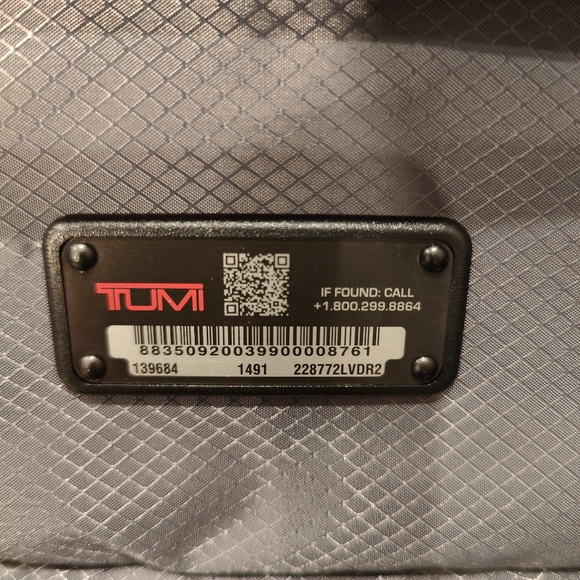 TUMI
IF FOUND: CALL
+1.800.299.8864
88350920039900008761
139684 1491 228772LVDR2